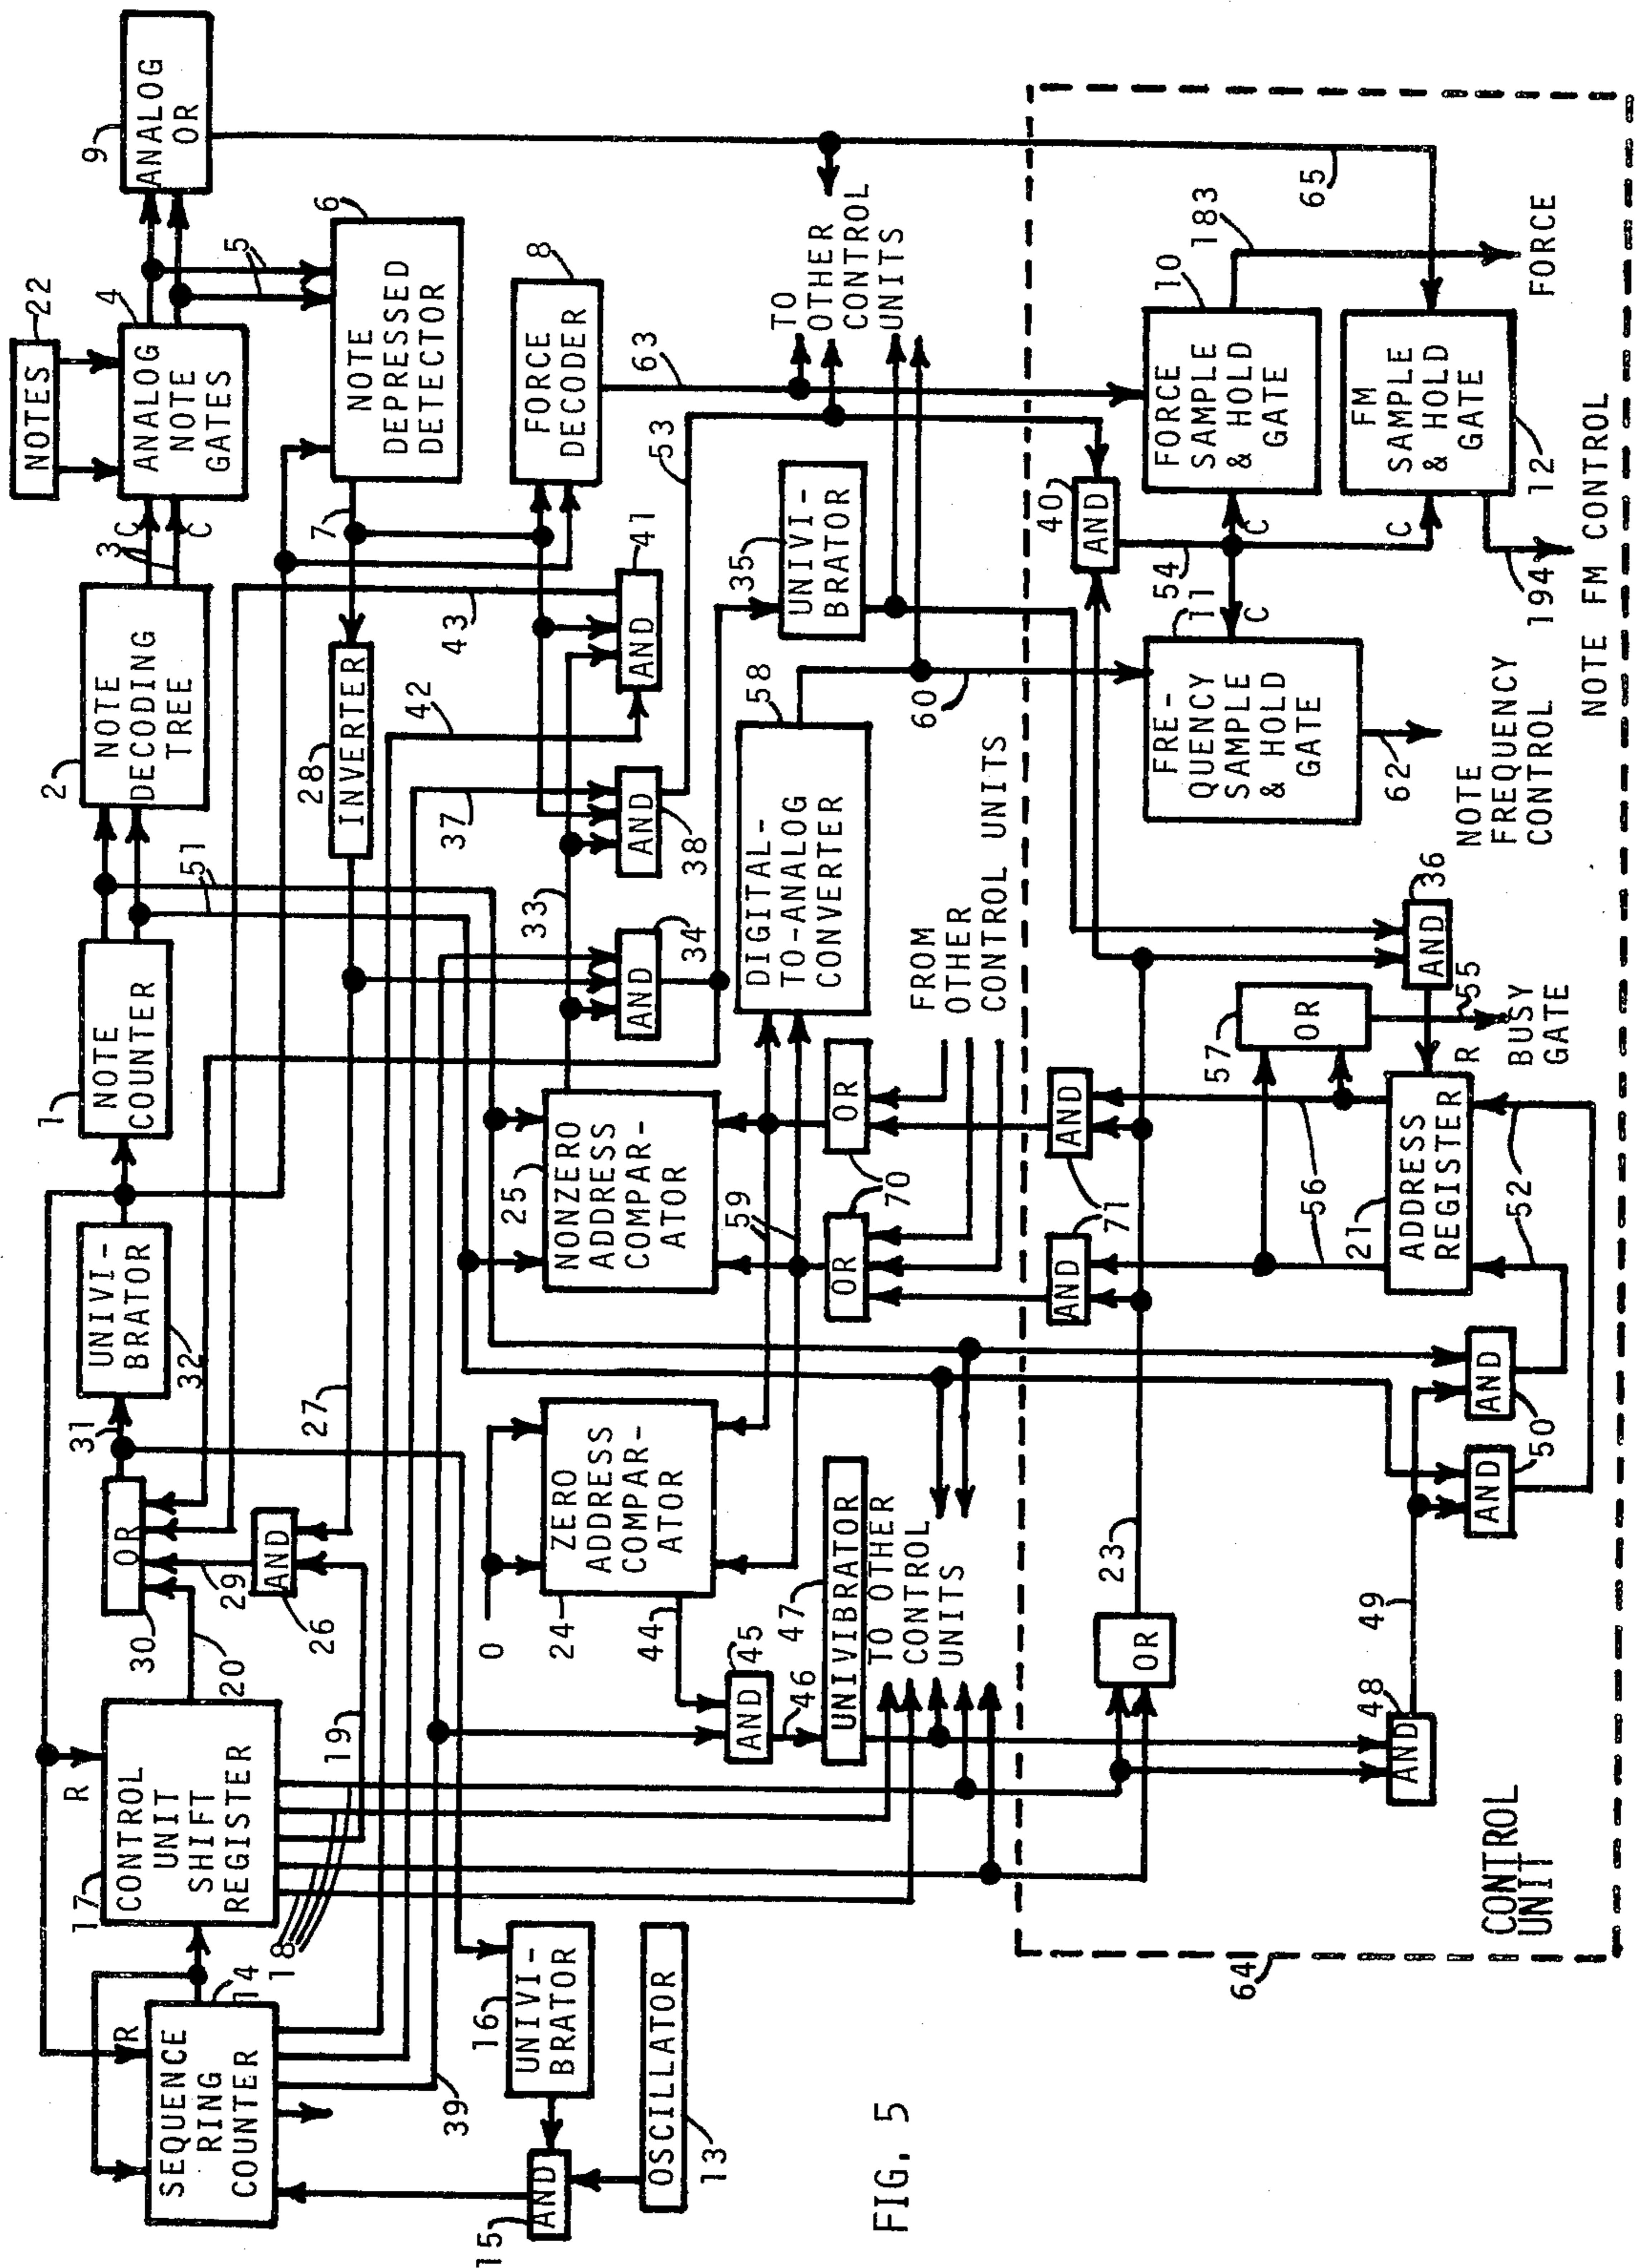 NOTES
22
SEQUENCE
RING
COUNTER
14
R
17
CONTROL
UNIT
SHIFT
REGISTER
R
18
19
20
30
OR
29
AND
26
31
UNIVI-
BRATOR
32
27
1
NOTE
COUNTER
51
2
NOTE
DECODING
TREE
3
C
C
4
ANALOG
NOTE
GATES
5
9
ANALOG
OR
28
INVERTER
7
NOTE
DEPRESSED
DETECTOR
6
39
37
42
43
33
AND
34
AND
38
AND
41
FORCE
DECODER
8
63
53
15
AND
16
UNIVI-
BRATOR
OSCILLATOR
13
0
24
ZERO
ADDRESS
COMPAR-
ATOR
44
AND
45
46
47
UNIVIBRATOR
TO OTHER
CONTROL
UNITS
25
NONZERO
ADDRESS
COMPAR-
ATOR
59
OR
OR
70
DIGITAL-
TO-ANALOG
CONVERTER
58
FROM
OTHER
CONTROL UNITS
60
35
UNIVI-
BRATOR
TO
OTHER
CONTROL
UNITS
FIG. 5
64
CONTROL
UNIT
OR
23
AND
48
49
AND
AND
50
AND
AND
71
56
21
ADDRESS
REGISTER
R
52
57
OR
55
BUSY
GATE
AND
36
40
AND
54
11
FRE-
QUENCY
SAMPLE
& HOLD
GATE
C
62
NOTE
FREQUENCY
CONTROL
10
FORCE
SAMPLE
& HOLD
GATE
C
183
FORCE
FM
SAMPLE
& HOLD
GATE
C
12
65
194
NOTE FM CONTROL